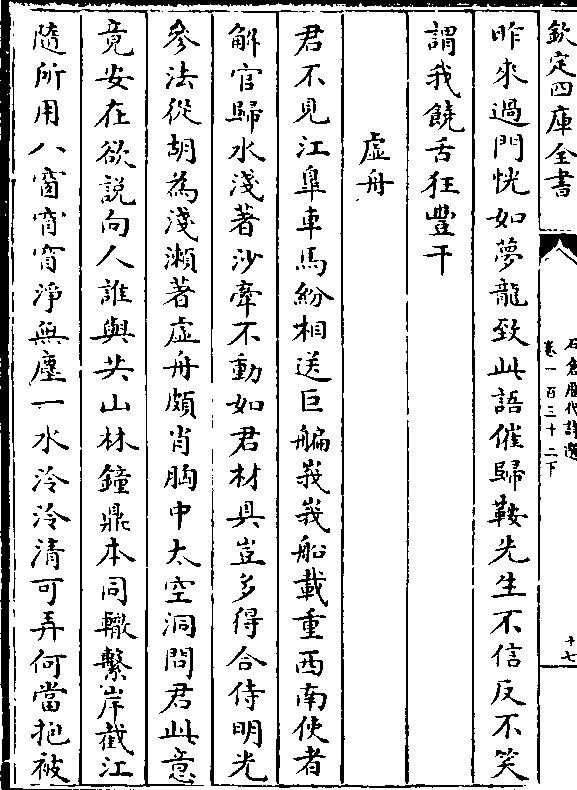 欽定四庫全書
石倉歷代詩選
卷一百三十二下
十七
昨來過門恍如夢龍致此語催歸鞍先生不信反不笑
謂我饒舌狂豐干
虛舟
君不見江臯車馬紛相送巨艑峩峩船載重西南使者
解官歸水淺著沙牽不動如君材具豈多得合侍明光
參法從胡為淺瀨著虛舟頗肖胸中太空洞問君此意
竟安在欲説向人誰與共山林鐘鼎本同轍繫岸截江
隨所用八窗窗窗淨無塵一水泠泠清可弄何當抱被